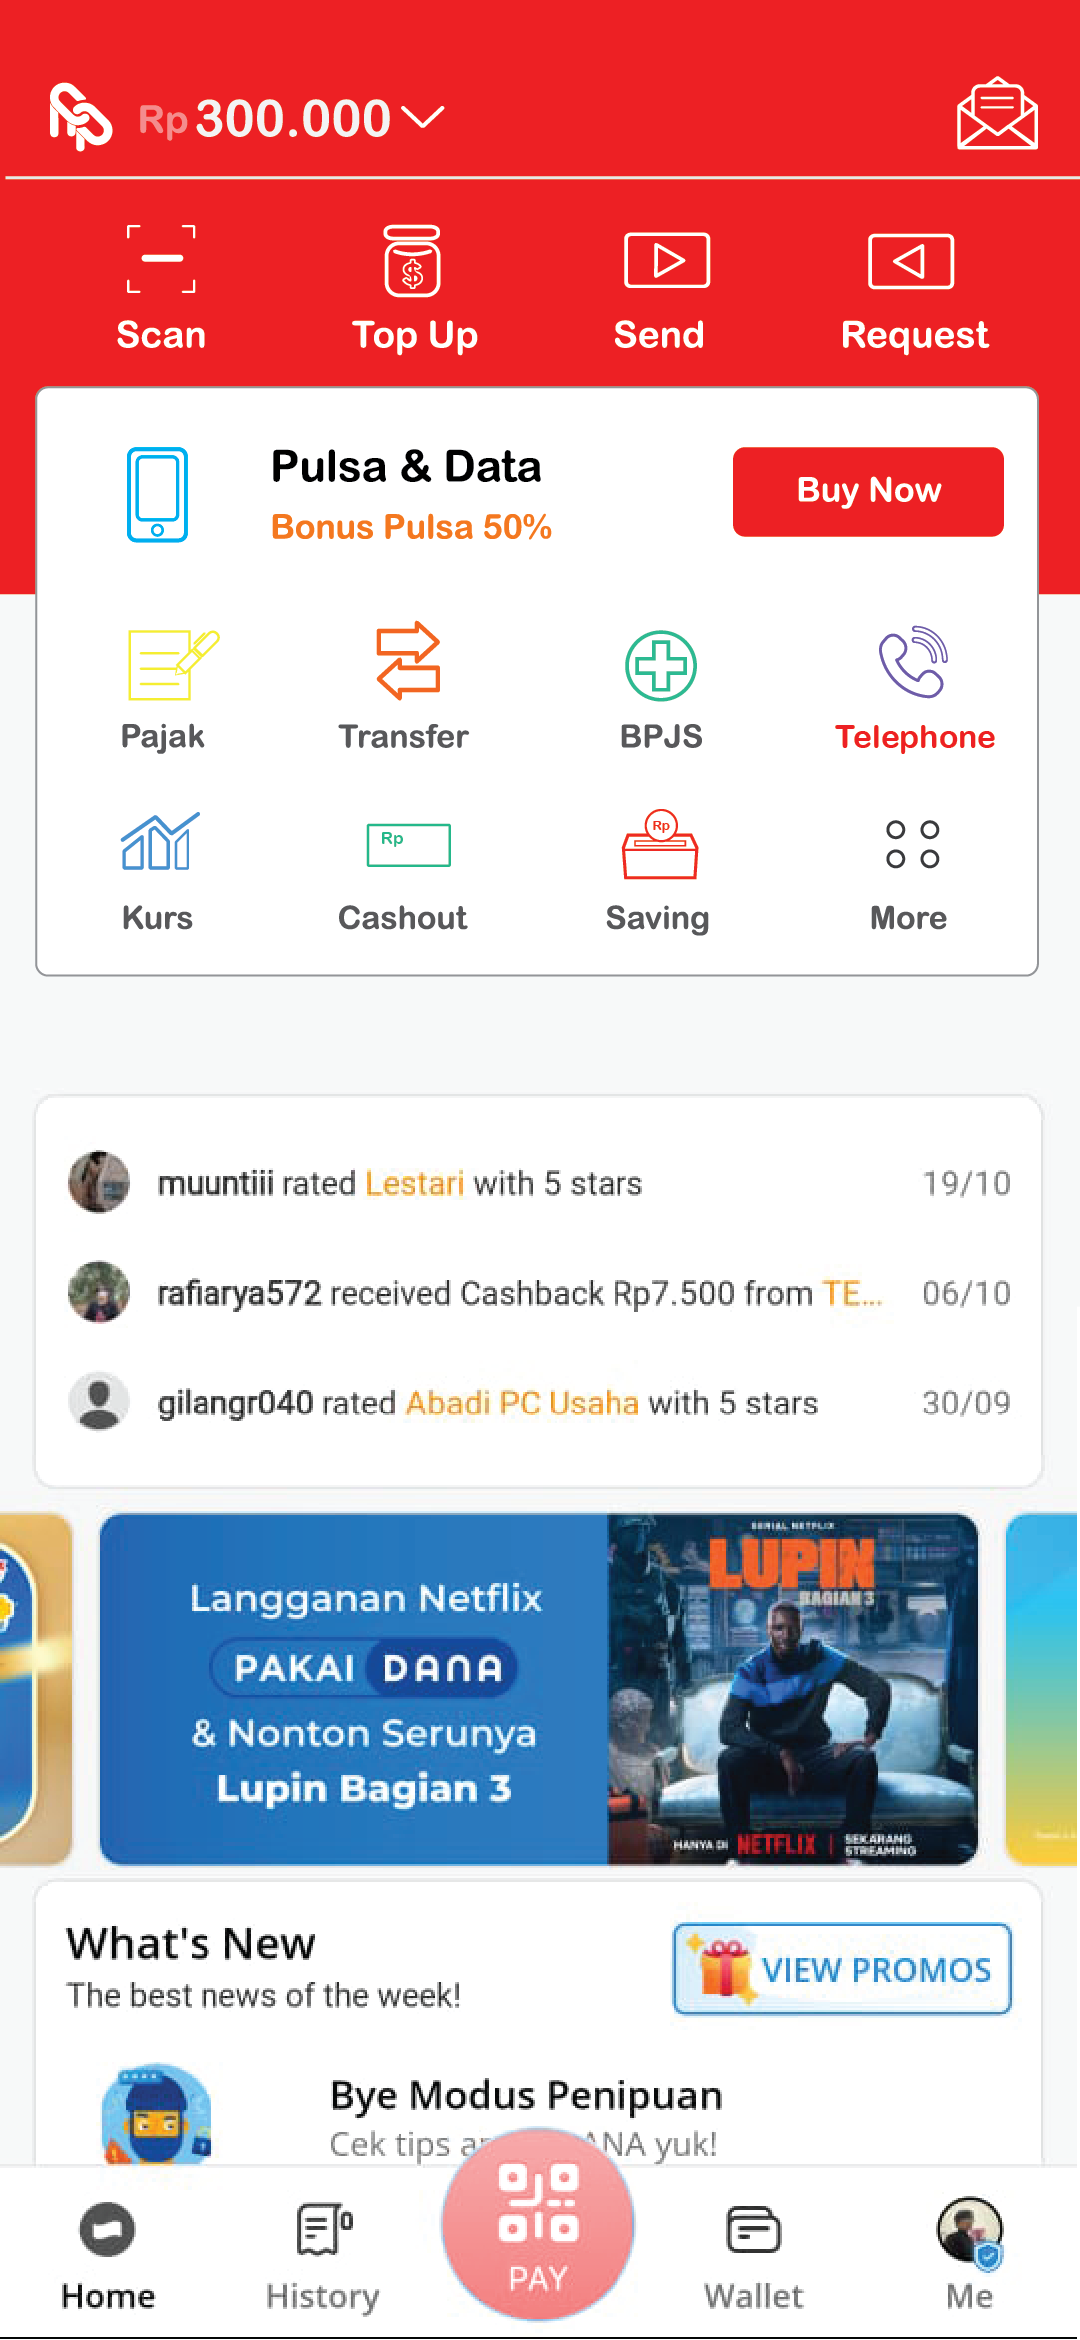 Rp 300.000
Scan Top Up Send Request
Pulsa & Data
Bonus Pulsa 50%
Buy Now
Pajak Transfer BPJS Telephone
Rp Rp
Kurs Cashout Saving More
muuntiii rated Lestari with 5 stars 19/10
rafiarya572 received Cashback Rp7.500 from TE... 06/10
gilangr040 rated Abadi PC Usaha with 5 stars 30/09
Langganan Netflix
PAKAI DANA
& Nonton Serunya
Lupin Bagian 3
SERIAL NETFLIX
LUPIN
BAGIAN 3
HANYA DI NETFLIX | SEKARANG
STREAMING
What's New
The best news of the week!
VIEW PROMOS
Bye Modus Penipuan
Cek tips a ANA yuk!
PAY
Home History Wallet Me